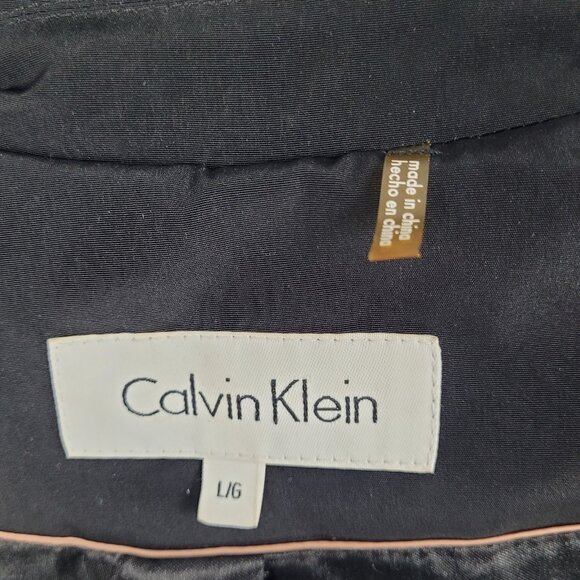 made in china
hecho en china
Calvin Klein
L/G